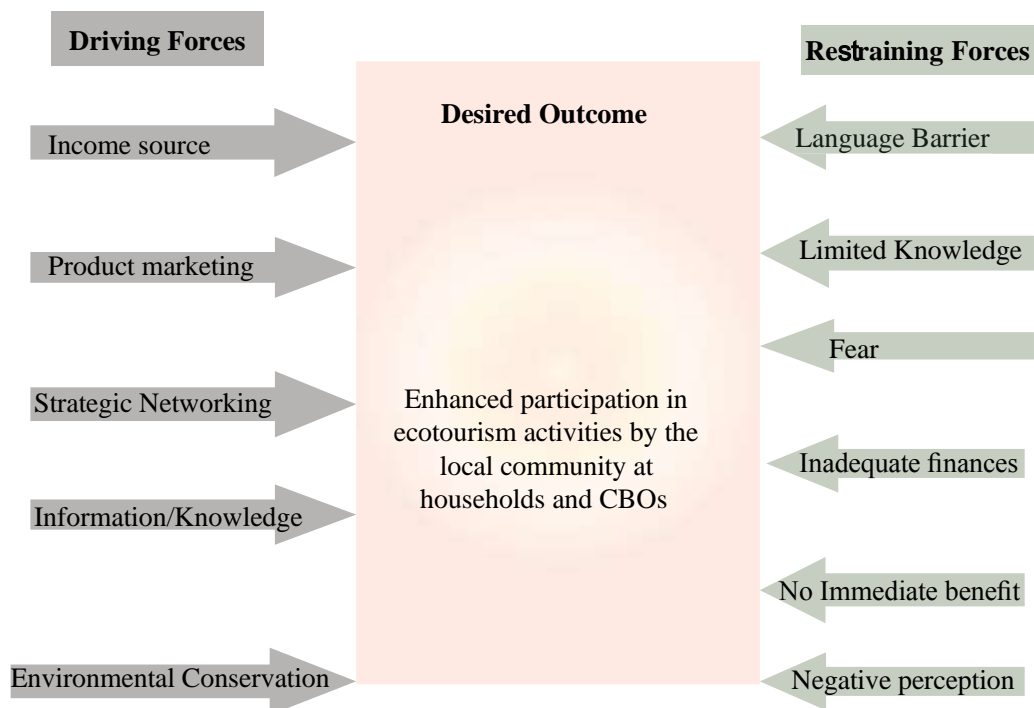 Driving Forces
Income source
Product marketing
Strategic Networking
Information/Knowledge
Environmental Conservation
Desired Outcome
Enhanced participation in
ecotourism activities by the
local community at
households and CBOs
Restraining Forces
Language Barrier
Limited Knowledge
Fear
Inadequate finances
No Immediate benefit
Negative perception